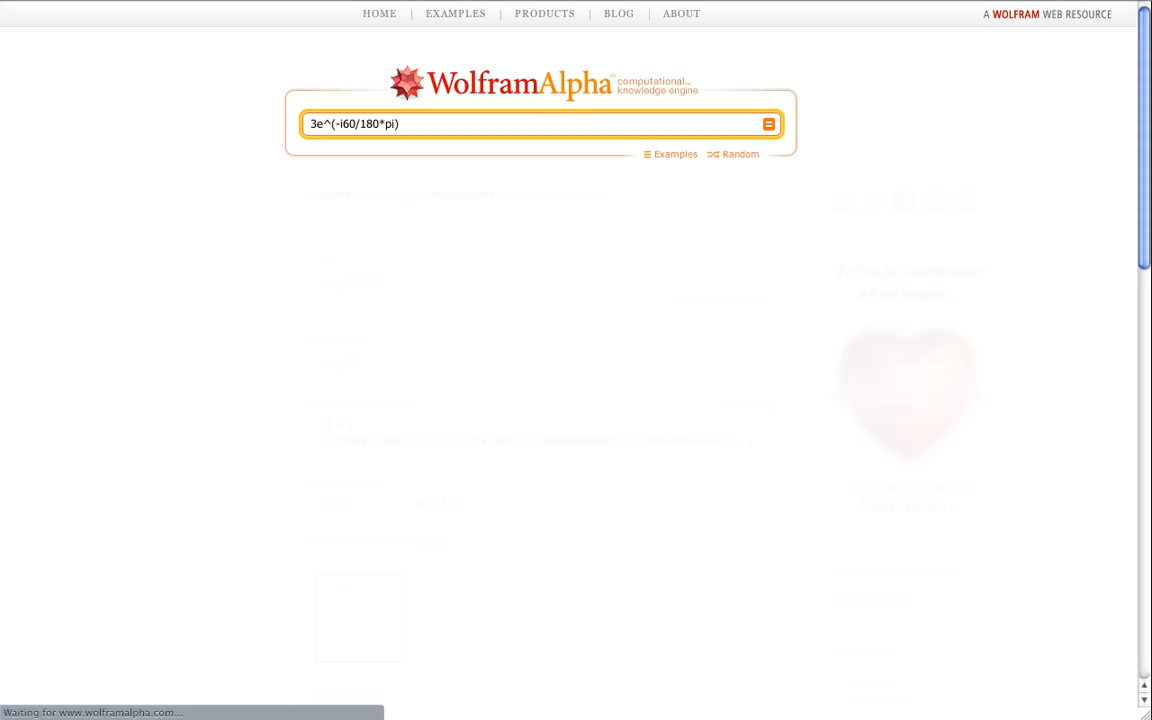 HOME | EXAMPLES | PRODUCTS | BLOG | ABOUT
A WOLFRAM WEB RESOURCE
WolframAlpha™ computational...
knowledge engine
3e^(-i60/180*pi)
Examples Random
Waiting for www.wolframalpha.com...